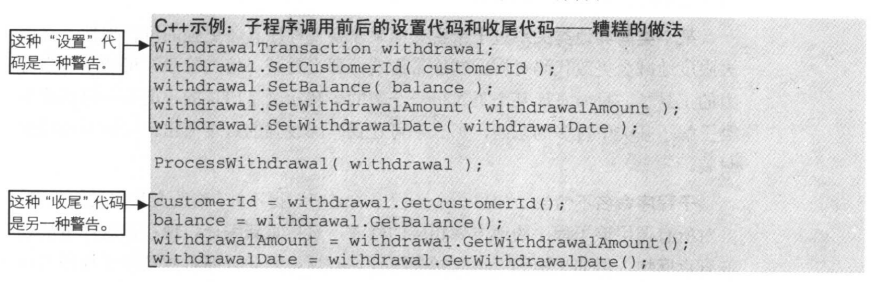 C++示例：子程序调用前后的设置代码和收尾代码——糟糕的做法
这种“设置”代
码是一种警告。
WithdrawalTransaction withdrawal;
withdrawal.SetCustomerId( customerId );
withdrawal.SetBalance( balance );
withdrawal.SetWithdrawalAmount( withdrawalAmount );
withdrawal.SetWithdrawalDate( withdrawalDate );
ProcessWithdrawal( withdrawal );
这种“收尾”代码
是另一种警告。
customerId = withdrawal.GetCustomerId();
balance = withdrawal.GetBalance();
withdrawalAmount = withdrawal.GetWithdrawalAmount();
withdrawalDate = withdrawal.GetWithdrawalDate();